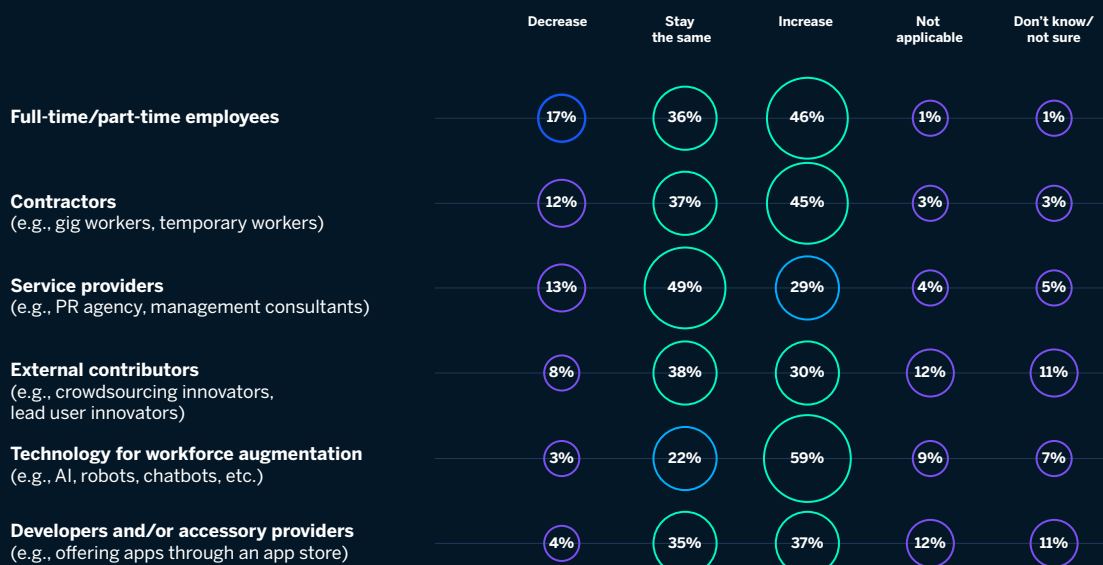 Decrease
Stay
the same
Increase
Not
applicable
Don't know/
not sure
Full-time/part-time employees
17%
36%
46%
1%
1%
Contractors
(e.g., gig workers, temporary workers)
12%
37%
45%
3%
3%
Service providers
(e.g., PR agency, management consultants)
13%
49%
29%
4%
5%
External contributors
(e.g., crowdsourcing innovators,
lead user innovators)
8%
38%
30%
12%
11%
Technology for workforce augmentation
(e.g., AI, robots, chatbots, etc.)
3%
22%
59%
9%
7%
Developers and/or accessory providers
(e.g., offering apps through an app store)
4%
35%
37%
12%
11%